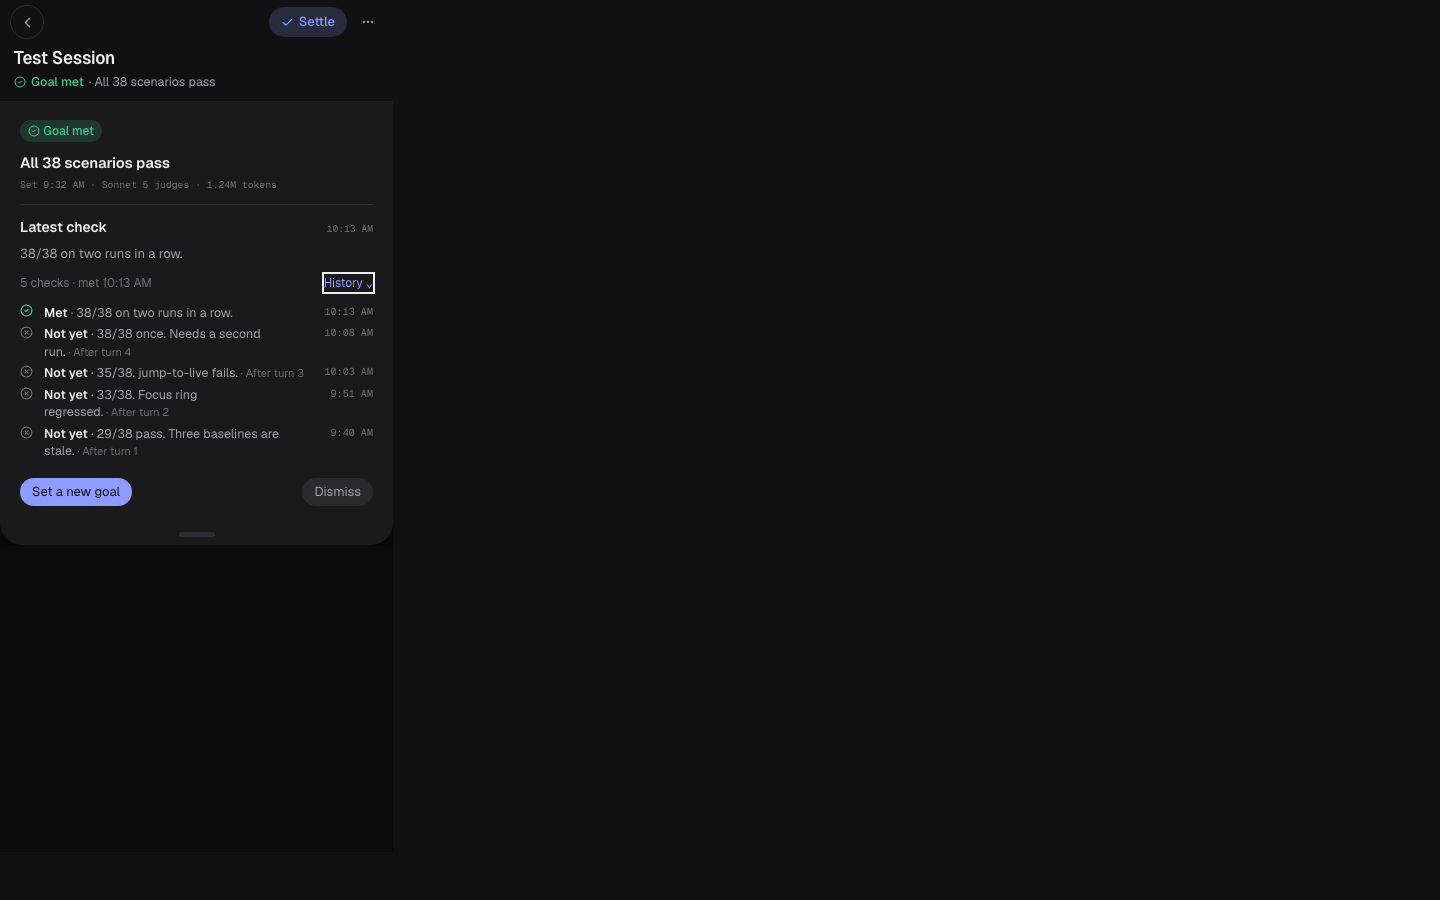 Settle
Test Session
Goal met · All 38 scenarios pass
Goal met
All 38 scenarios pass
Set 9:32 AM · Sonnet 5 judges · 1.24M tokens
Latest check 10:13 AM
38/38 on two runs in a row.
5 checks · met 10:13 AM History
Met · 38/38 on two runs in a row. 10:13 AM
Not yet · 38/38 once. Needs a second 10:08 AM
run. · After turn 4
Not yet · 35/38. jump-to-live fails. · After turn 3 10:03 AM
Not yet · 33/38. Focus ring 9:51 AM
regressed. · After turn 2
Not yet · 29/38 pass. Three baselines are 9:40 AM
stale. · After turn 1
Set a new goal Dismiss